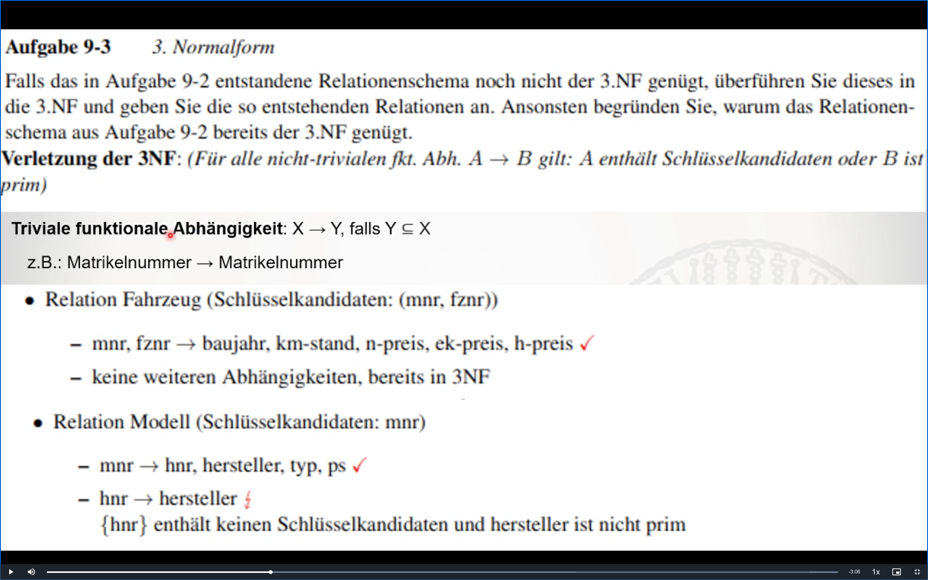 Aufgabe 9-3 3. Normalform
Falls das in Aufgabe 9-2 entstandene Relationenschema noch nicht der 3.NF genügt, überführen Sie dieses in
die 3.NF und geben Sie die so entstehenden Relationen an. Ansonsten begründen Sie, warum das Relationen-
schema aus Aufgabe 9-2 bereits der 3.NF genügt.
Verletzung der 3NF: (Für alle nicht-trivialen fkt. Abh. A → B gilt: A enthält Schlüsselkandidaten oder B ist
prim)
Triviale funktionale Abhängigkeit: X → Y, falls Y ⊆ X
z.B.: Matrikelnummer → Matrikelnummer
• Relation Fahrzeug (Schlüsselkandidaten: (mnr, fznr))
– mnr, fznr → baujahr, km-stand, n-preis, ek-preis, h-preis ✓
– keine weiteren Abhängigkeiten, bereits in 3NF
• Relation Modell (Schlüsselkandidaten: mnr)
– mnr → hnr, hersteller, typ, ps ✓
– hnr → hersteller ↯
{hnr} enthält keinen Schlüsselkandidaten und hersteller ist nicht prim
-3:06 1x